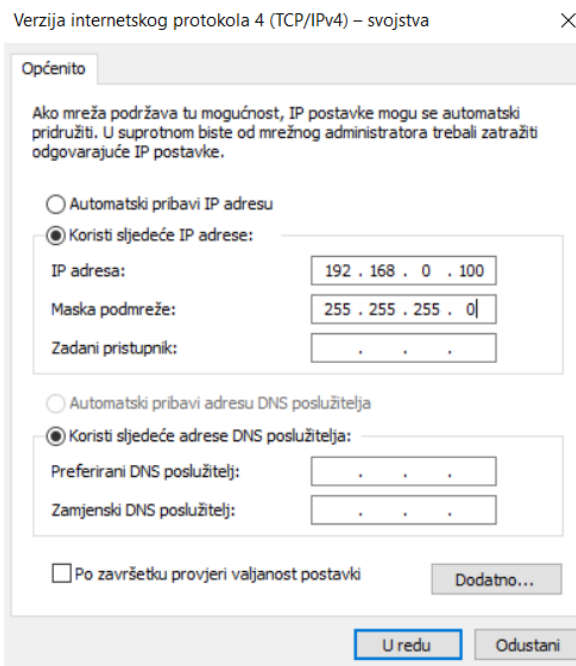 Verzija internetskog protokola 4 (TCP/IPv4) – svojstva
Općenito
Ako mreža podržava tu mogućnost, IP postavke mogu se automatski
pridružiti. U suprotnom biste od mrežnog administratora trebali zatražiti
odgovarajuće IP postavke.
Automatski pribavi IP adresu
Koristi sljedeće IP adrese:
IP adresa: 192 . 168 . 0 . 100
Maska podmreže: 255 . 255 . 255 . 0
Zadani pristupnik: . . .
Automatski pribavi adresu DNS poslužitelja
Koristi sljedeće adrese DNS poslužitelja:
Preferirani DNS poslužitelj: . . .
Zamjenski DNS poslužitelj: . . .
Po završetku provjeri valjanost postavki
Dodatno...
U redu Odustani